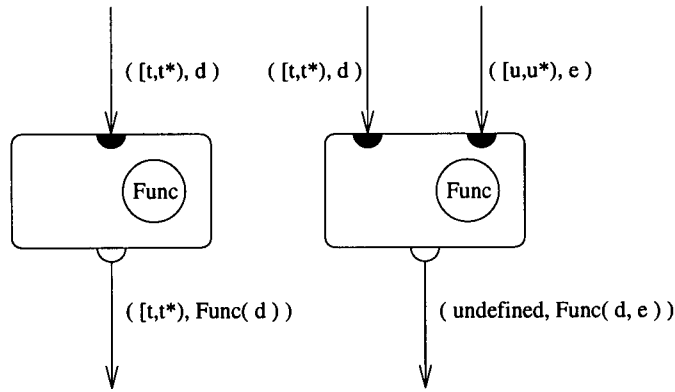 ( [t,t*), d )
( [t,t*), d )
( [u,u*), e )
Func
Func
( [t,t*), Func( d ) )
( undefined, Func( d, e ) )